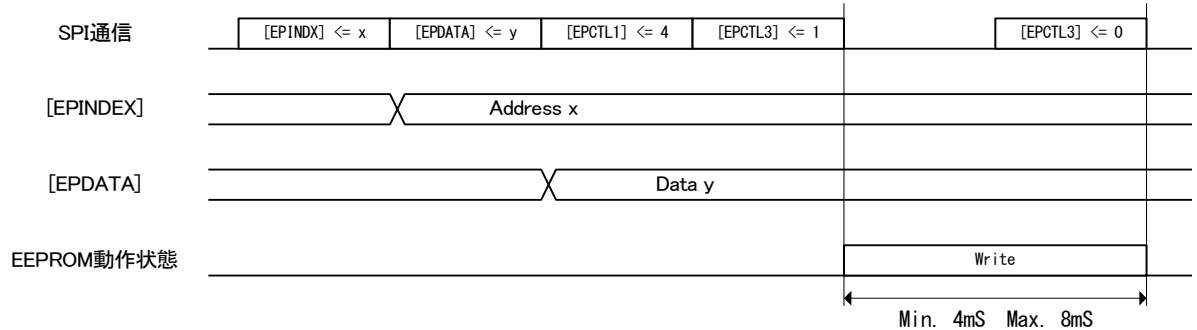 SPI通信 [EPINDX] <= x [EPDATA] <= y [EPCTL1] <= 4 [EPCTL3] <= 1 [EPCTL3] <= 0
[EPINDEX] Address x
[EPDATA] Data y
EEPROM動作状態 Write
Min. 4mS Max. 8mS